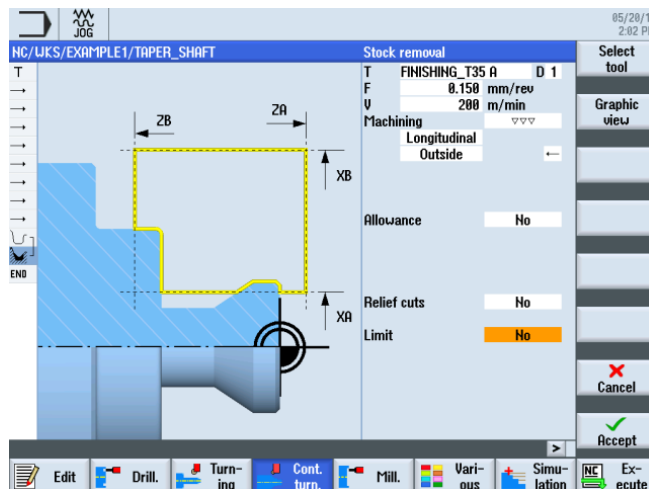 JOG
05/20/1
2:02 P
NC/WKS/EXAMPLE1/TAPER_SHAFT
Stock removal
Select
tool
T
T FINISHING_T35 A D 1
F 0.150 mm/rev
V 200 m/min
Graphic
view
Machining ▽▽▽
Longitudinal
Outside ←
ZB
ZA
XB
Allowance No
END
Relief cuts No
XA
Limit No
Cancel
Accept
>
Edit
Drill.
Turn-
ing
Cont.
turn.
Mill.
Vari-
ous
Simu-
lation
NC
Ex-
ecute